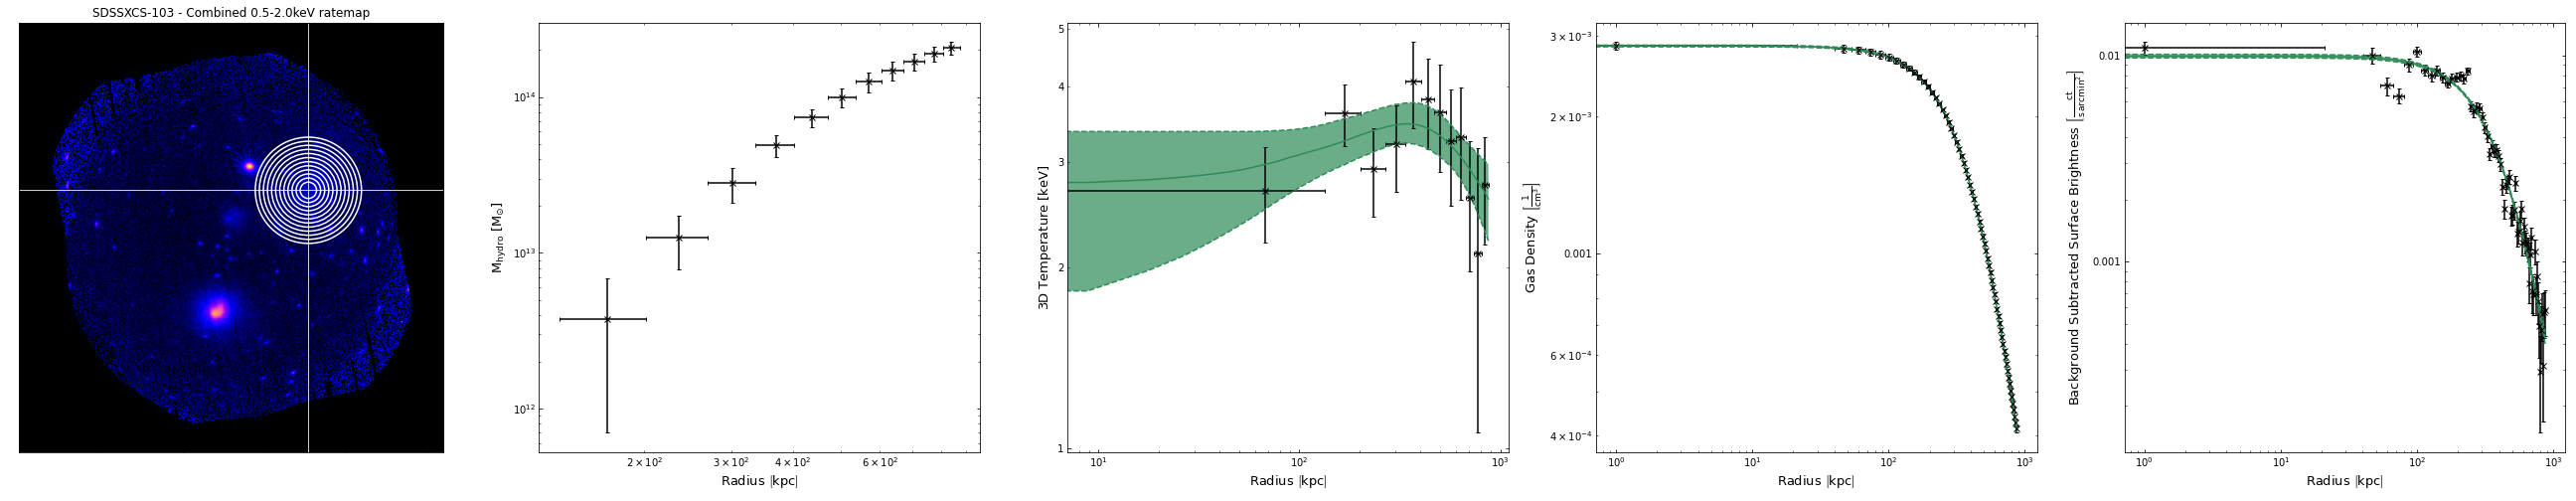 SDSSXCS-103 - Combined 0.5-2.0keV ratemap
M_hydro [M_⊙]
10^14
10^13
10^12
2 × 10^2
3 × 10^2
4 × 10^2
6 × 10^2
Radius [kpc]
3D Temperature [keV]
5
4
3
2
1
10^1
10^2
10^3
Radius [kpc]
Gas Density [1/cm^3]
3 × 10^-3
2 × 10^-3
0.001
6 × 10^-4
4 × 10^-4
10^0
10^1
10^2
10^3
Radius [kpc]
Background Subtracted Surface Brightness [ct/s arcmin^2]
0.01
0.001
10^0
10^1
10^2
10^3
Radius [kpc]